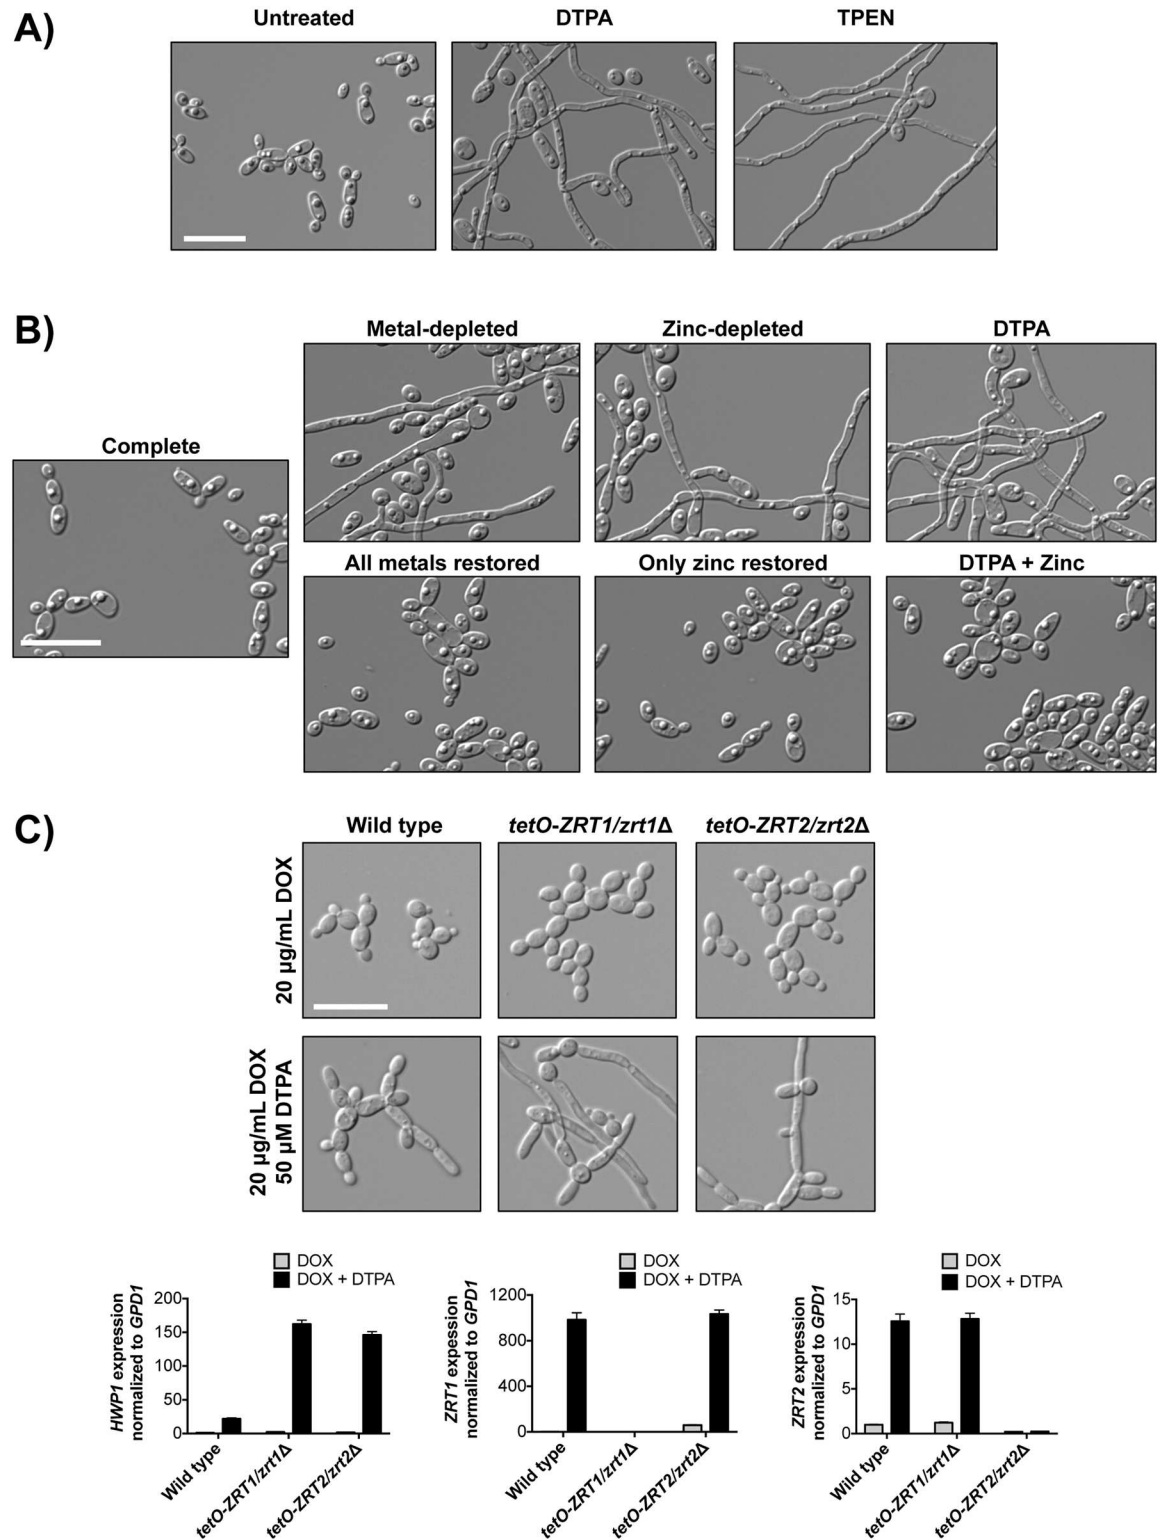 A)
Untreated
DTPA
TPEN
B)
Metal-depleted
Zinc-depleted
DTPA
Complete
All metals restored
Only zinc restored
DTPA + Zinc
C)
Wild type
tetO-ZRT1/zrt1Δ
tetO-ZRT2/zrt2Δ
20 µg/mL DOX
20 µg/mL DOX
50 µM DTPA
DOX
DOX + DTPA
HWP1 expression
normalized to GPD1
200
150
100
50
0
Wild type
tetO-ZRT1/zrt1Δ
tetO-ZRT2/zrt2Δ
DOX
DOX + DTPA
ZRT1 expession
normalized to GPD1
1200
800
400
0
Wild type
tetO-ZRT1/zrt1Δ
tetO-ZRT2/zrt2Δ
DOX
DOX + DTPA
ZRT2 expression
normalized to GPD1
15
10
5
0
Wild type
tetO-ZRT1/zrt1Δ
tetO-ZRT2/zrt2Δ